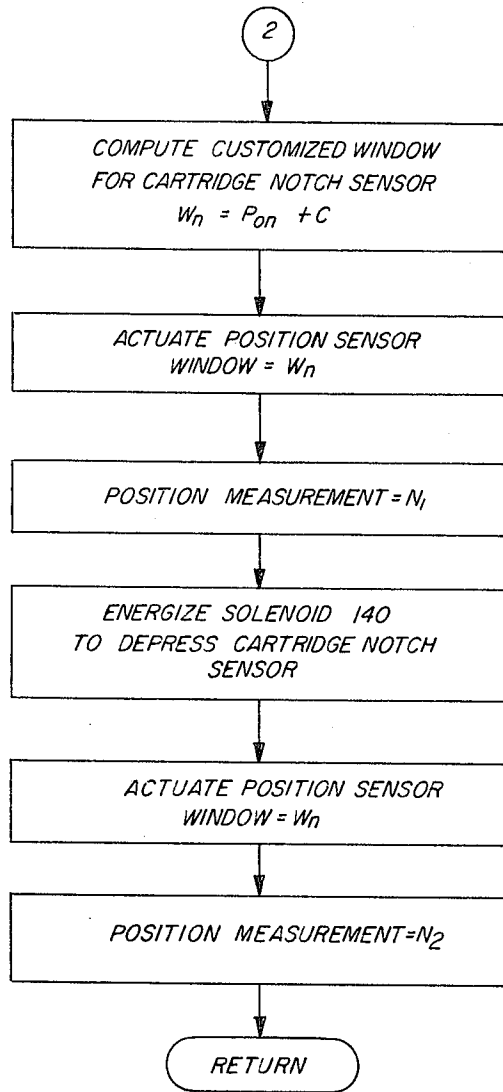 2
COMPUTE CUSTOMIZED WINDOW
FOR CARTRIDGE NOTCH SENSOR
Wn = Pon + C
ACTUATE POSITION SENSOR
WINDOW = Wn
POSITION MEASUREMENT = N1
ENERGIZE SOLENOID 140
TO DEPRESS CARTRIDGE NOTCH
SENSOR
ACTUATE POSITION SENSOR
WINDOW = Wn
POSITION MEASUREMENT=N2
RETURN